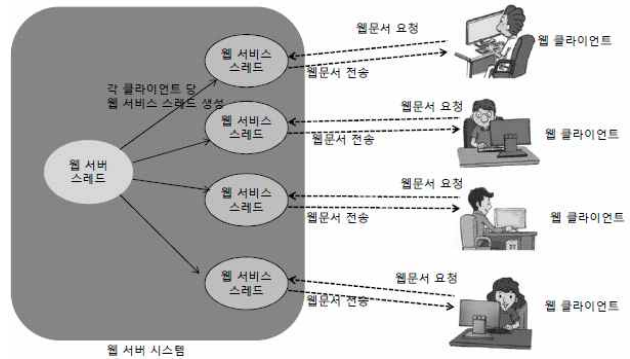 웹 서비스
스레드
웹문서 요청
웹문서 전송
웹 클라이언트
각 클라이언트 당
웹 서비스 스레드 생성
웹 서비스
스레드
웹문서 요청
웹문서 전송
웹 클라이언트
웹 서버
스레드
웹 서비스
스레드
웹문서 요청
웹문서 전송
웹 클라이언트
웹 서비스
스레드
웹문서 요청
웹문서 전송
웹 클라이언트
웹 서버 시스템